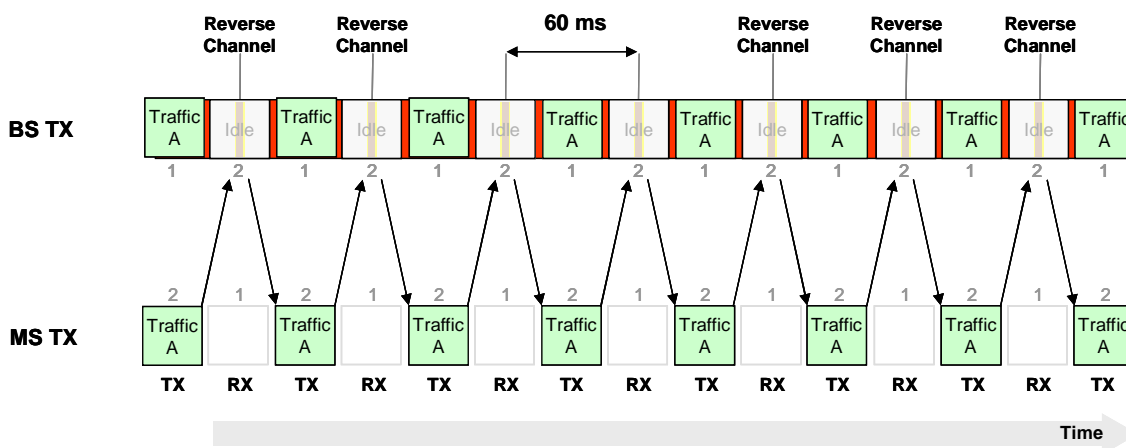 Reverse Channel
Reverse Channel
60 ms
Reverse Channel
Reverse Channel
Reverse Channel
BS TX
Traffic A
Idle
Traffic A
Idle
Traffic A
Idle
Traffic A
Idle
Traffic A
Idle
Traffic A
Idle
Traffic A
Idle
Traffic A
1 2 1 2 1 2 1 2 1 2 1 2 1 2 1
2 1 2 1 2 1 2 1 2 1 2 1 2 1 2
MS TX
Traffic A
Traffic A
Traffic A
Traffic A
Traffic A
Traffic A
Traffic A
Traffic A
TX RX TX RX TX RX TX RX TX RX TX RX TX RX TX
Time